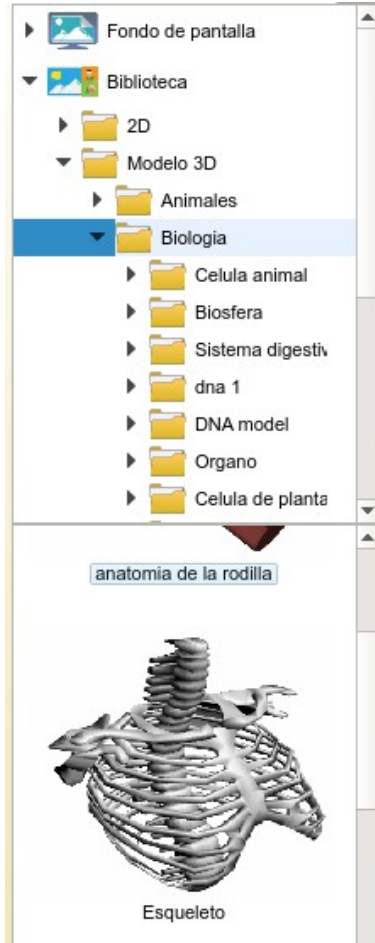 Fondo de pantalla
Biblioteca
2D
Modelo 3D
Animales
Biologia
Celula animal
Biosfera
Sistema digestiv
dna 1
DNA model
Organo
Celula de planta
anatomia de la rodilla
Esqueleto